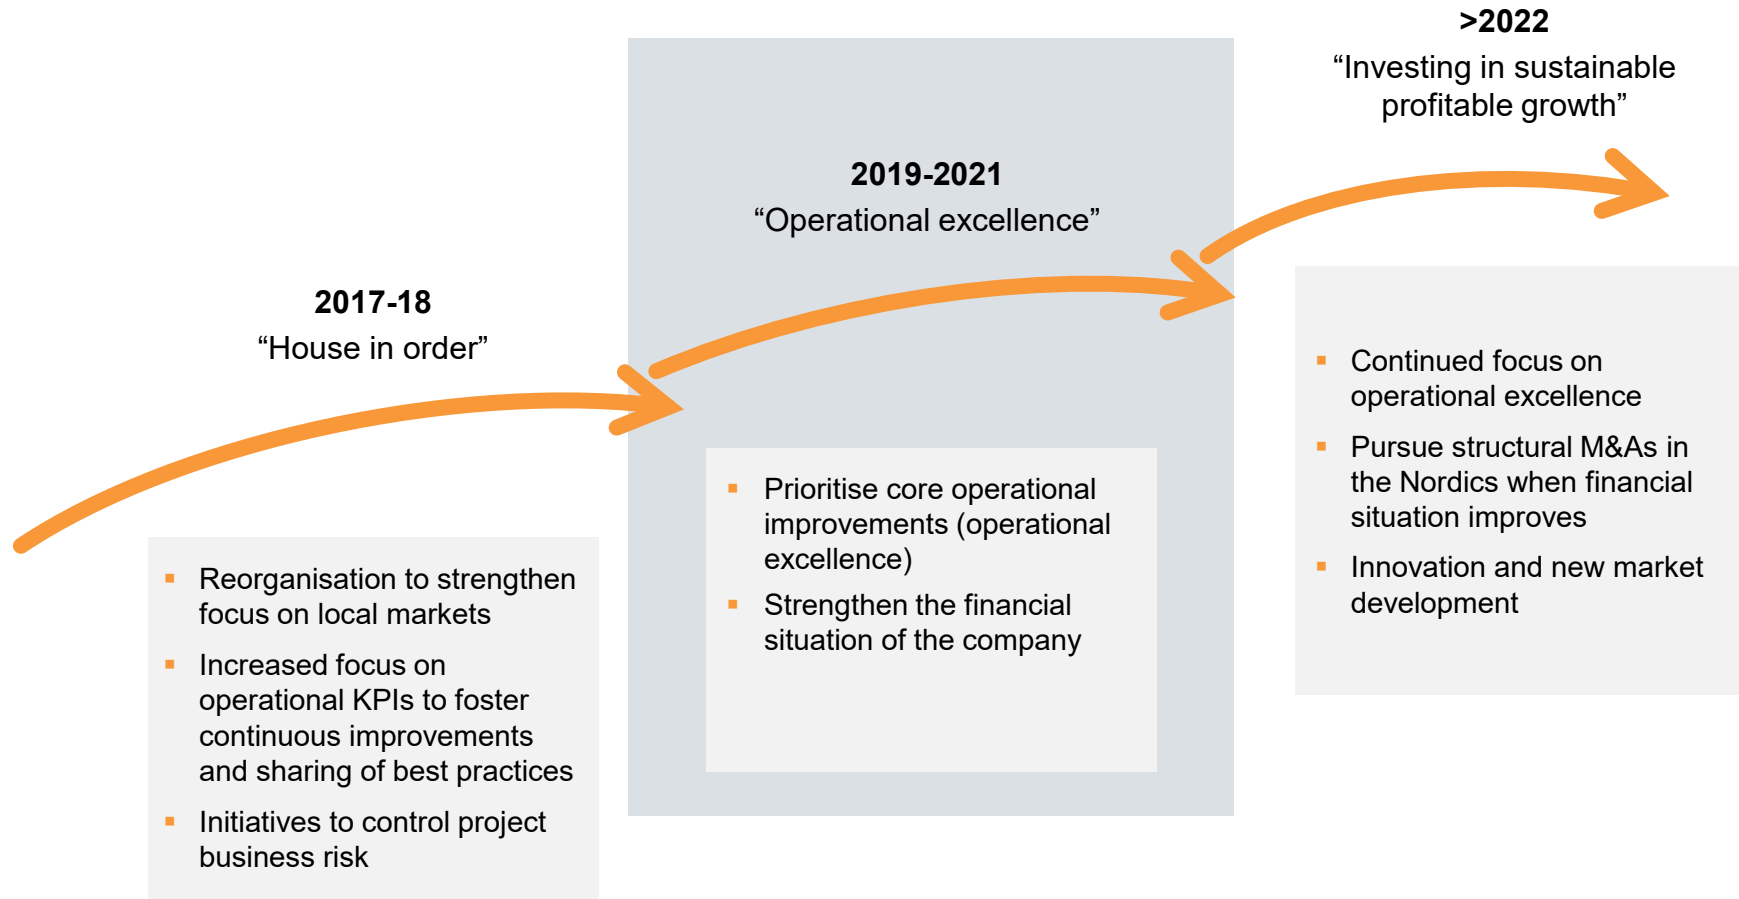 2017-18
“House in order”
▪ Reorganisation to strengthen
focus on local markets
▪ Increased focus on
operational KPIs to foster
continuous improvements
and sharing of best practices
▪ Initiatives to control project
business risk
2019-2021
“Operational excellence”
▪ Prioritise core operational
improvements (operational
excellence)
▪ Strengthen the financial
situation of the company
>2022
“Investing in sustainable
profitable growth”
▪ Continued focus on
operational excellence
▪ Pursue structural M&As in
the Nordics when financial
situation improves
▪ Innovation and new market
development